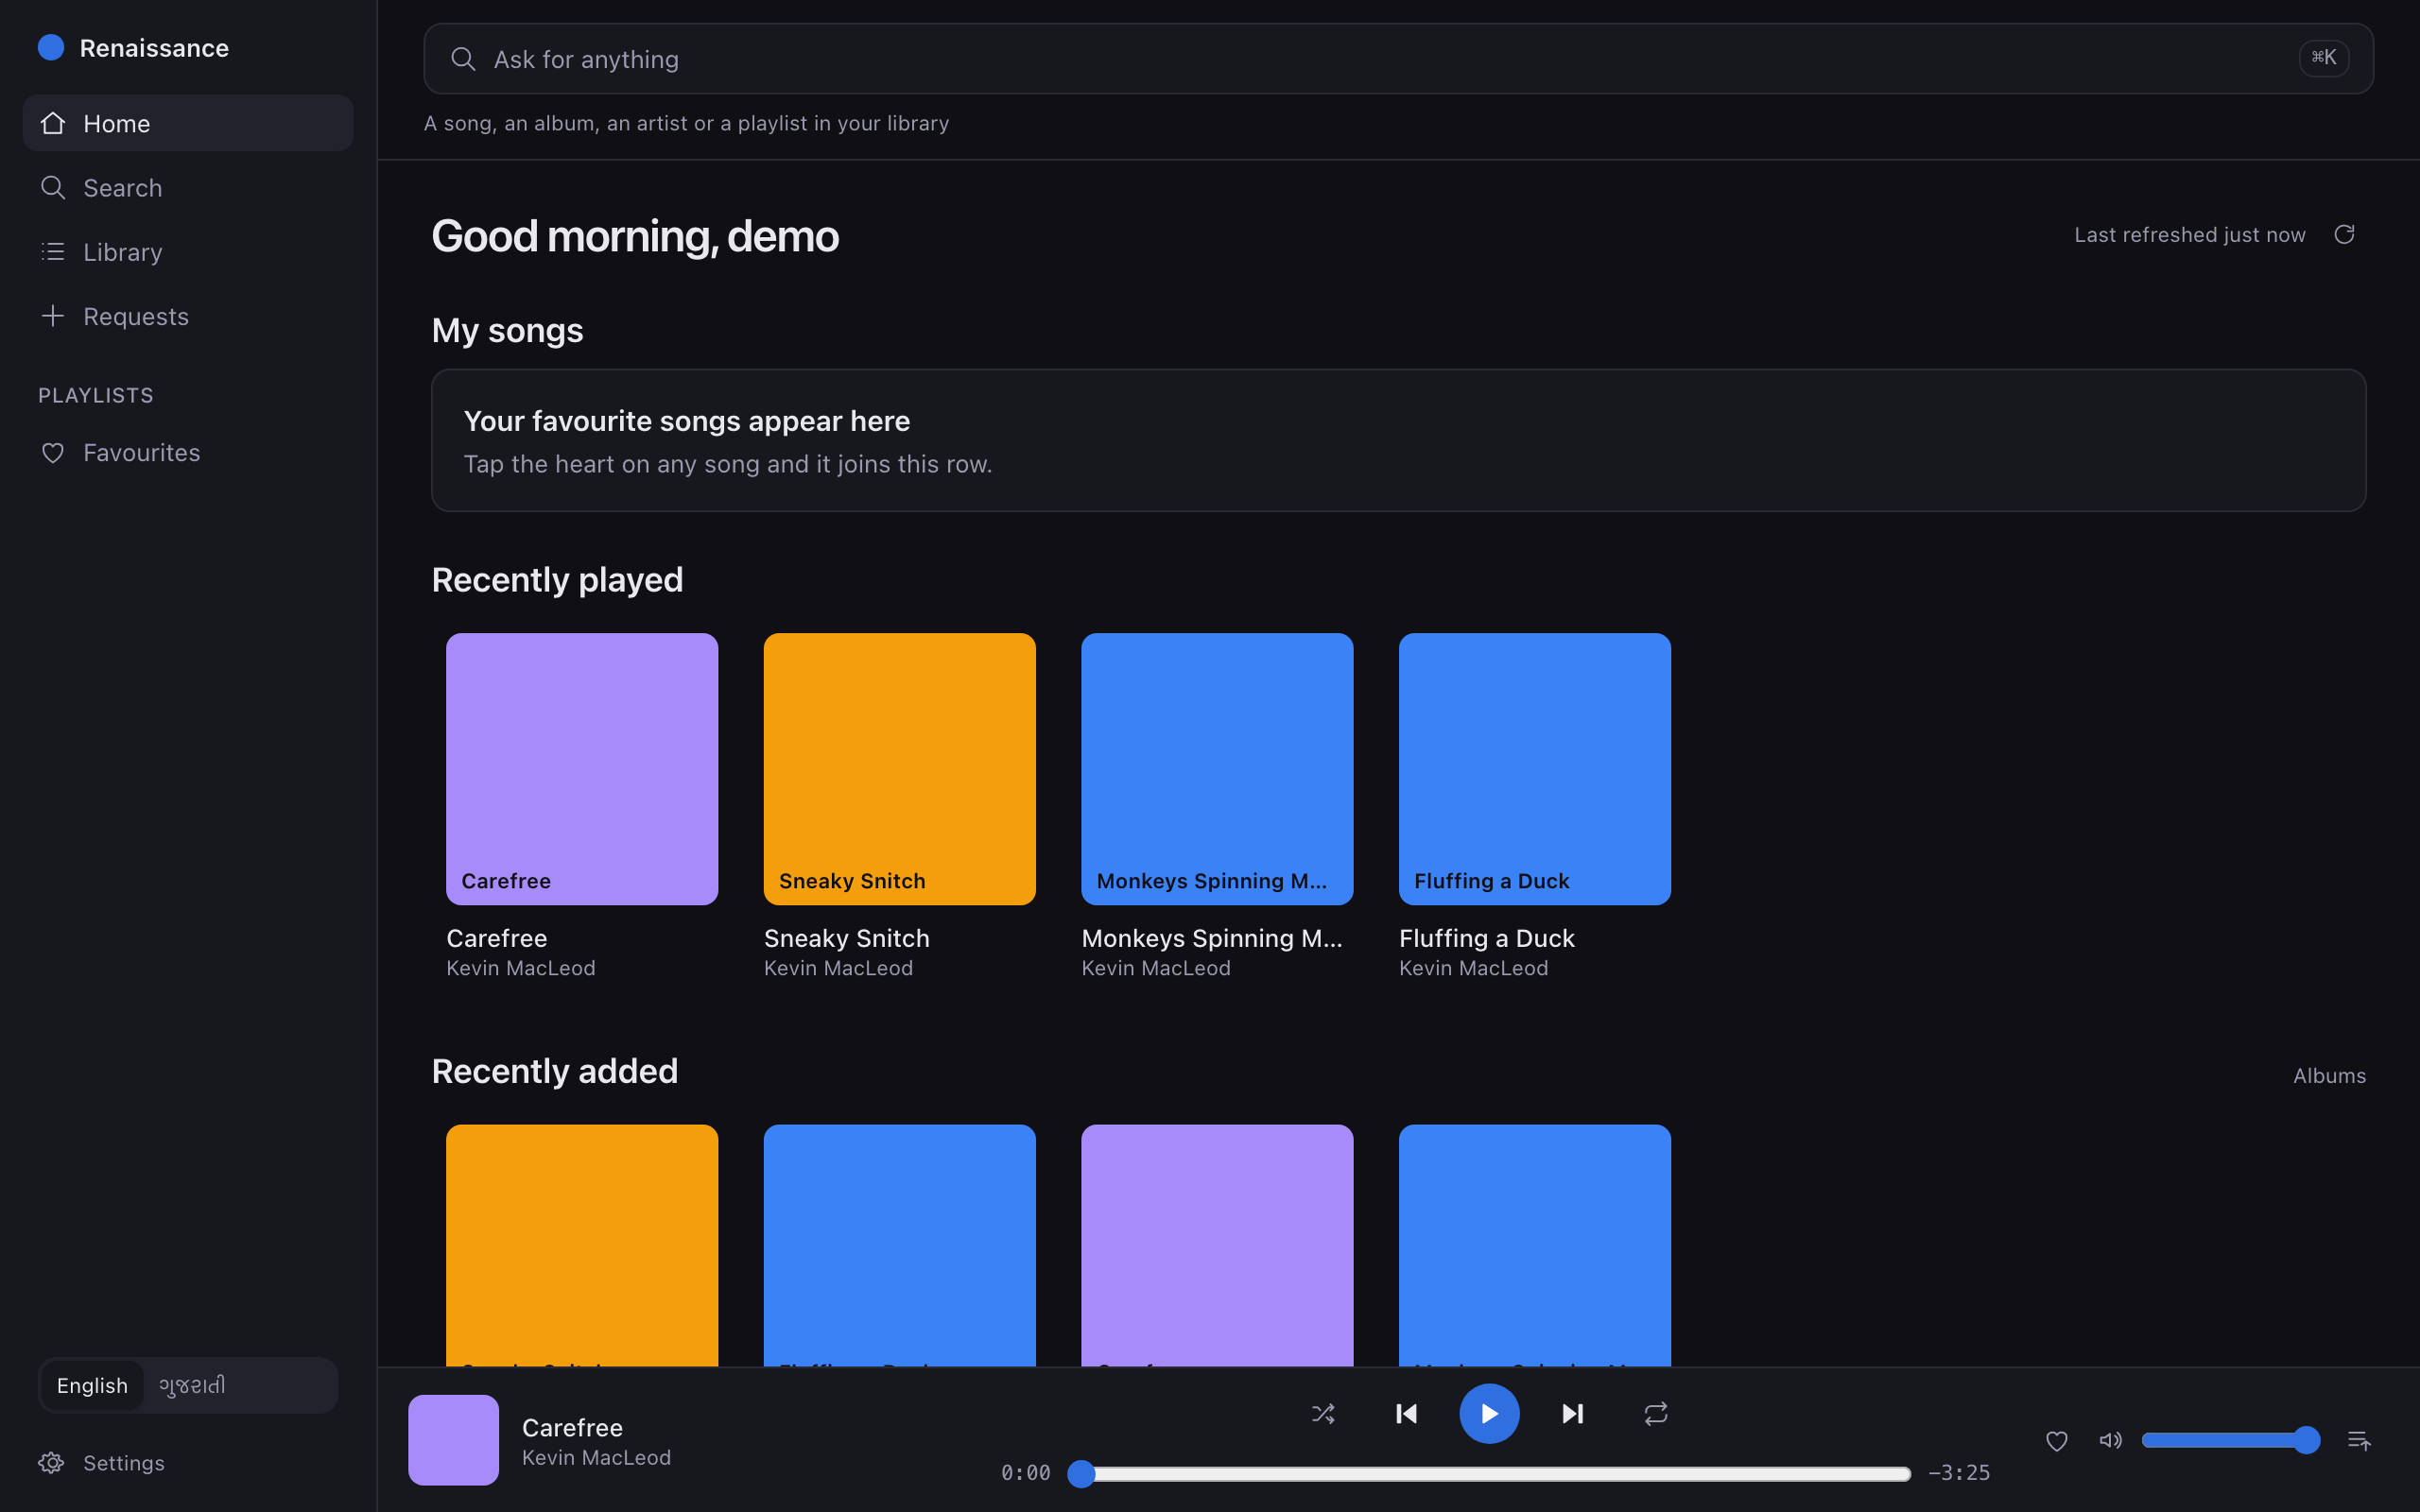 Renaissance
Home
Search
Library
Requests
PLAYLISTS
Favourites
English ગુજરાતી
Settings
Ask for anything
⌘K
A song, an album, an artist or a playlist in your library
Good morning, demo
Last refreshed just now
My songs
Your favourite songs appear here
Tap the heart on any song and it joins this row.
Recently played
Carefree
Sneaky Snitch
Monkeys Spinning M...
Fluffing a Duck
Carefree
Kevin MacLeod
Sneaky Snitch
Kevin MacLeod
Monkeys Spinning M...
Kevin MacLeod
Fluffing a Duck
Kevin MacLeod
Recently added
Albums
Carefree
Kevin MacLeod
0:00
−3:25